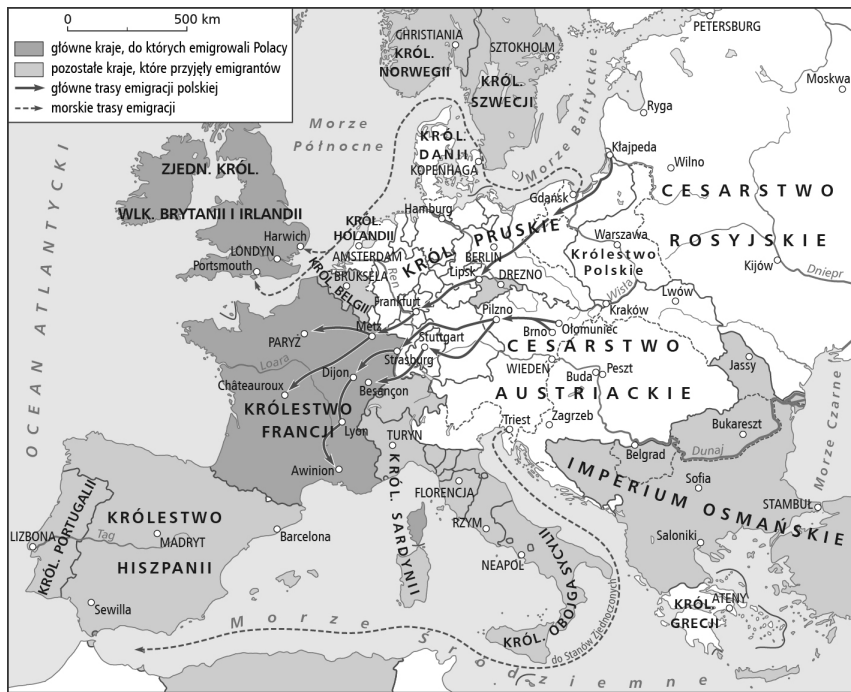 0 500 km
główne kraje, do których emigrowali Polacy
pozostałe kraje, które przyjęły emigrantów
główne trasy emigracji polskiej
morskie trasy emigracji
CHRISTIANIA
KRÓL.
NORWEGII
SZTOKHOLM
KRÓL.
SZWECJI
PETERSBURG
Moskwa
Ryga
Morze
Północne
Morze Bałtyckie
KRÓL.
DANII
KOPENHAGA
Kłajpeda
Wilno
OCEAN ATLANTYCKI
ZJEDN. KRÓL.
WLK. BRYTANII I IRLANDII
Harwich
LONDYN
Portsmouth
KRÓL.
HOLANDII
AMSTERDAM
Hamburg
Gdańsk
CESARSTWO
ROSYJSKIE
BRUKSELA
KRÓL. BELGII
Ren
KRÓL. PRUSKIE
BERLIN
Lipsk
DREZNO
Warszawa
Królestwo
Polskie
Wisła
Kijów
Dniepr
Frankfurt
Pilzno
Kraków
Lwów
PARYŻ
Metz
Stuttgart
Strasburg
Brno
Ołomuniec
CESARSTWO
AUSTRIACKIE
WIEDEŃ
Buda
Peszt
Jassy
Loara
Dijon
Besançon
Châteauroux
KRÓLESTWO
FRANCJI
Lyon
Awinion
TURYN
Triest
Zagrzeb
Belgrad
Dunaj
Bukareszt
Morze Czarne
KRÓL. SARDYNII
FLORENCJA
RZYM
NEAPOL
KRÓL. OBOJGA SYCYLII
IMPERIUM OSMAŃSKIE
Sofia
STAMBUŁ
Saloniki
KRÓL.
GRECJI
ATENY
KRÓL. PORTUGALII
LIZBONA
Tag
KRÓLESTWO
HISZPANII
MADRYT
Barcelona
Sewilla
do Stanów Zjednoczonych
Morze Śródziemne